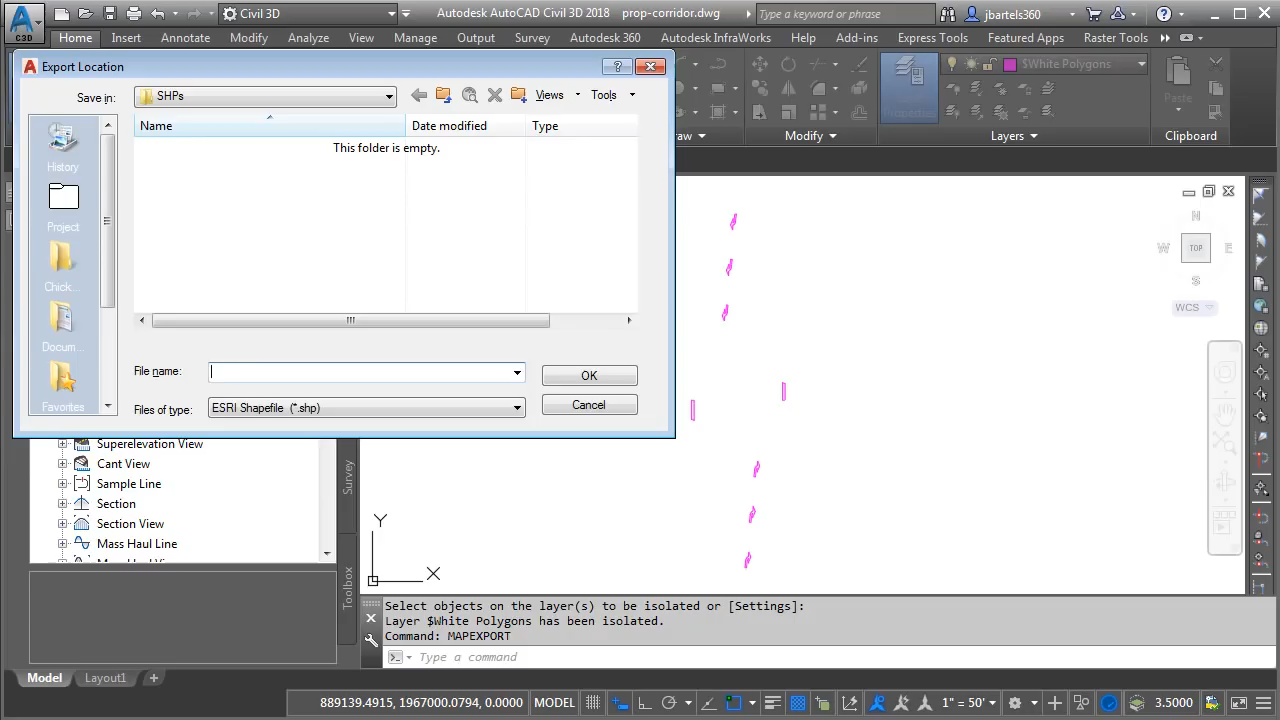 Civil 3D
Autodesk AutoCAD Civil 3D 2018 prop-corridor.dwg
Type a keyword or phrase
jbartels360
C3D
Home Insert Annotate Modify Analyze View Manage Output Survey Autodesk 360 Autodesk InfraWorks Help Add-ins Express Tools Featured Apps Raster Tools
Export Location
$White Polygons
Properties
Paste
Modify
Layers
Clipboard
Save in: SHPs
Views Tools
Name Date modified Type
This folder is empty.
History
Project
Chick...
Docum...
Favorites
File name:
OK
Files of type: ESRI Shapefile (*.shp)
Cancel
N
W TOP E
S
WCS
Superelevation View
Cant View
Sample Line
Section
Section View
Mass Haul Line
Survey
Toolbox
Y
X
Select objects on the layer(s) to be isolated or [Settings]:
Layer $White Polygons has been isolated.
Command: MAPEXPORT
Type a command
Model Layout1
889139.4915, 1967000.0794, 0.0000 MODEL 1" = 50' 3.5000